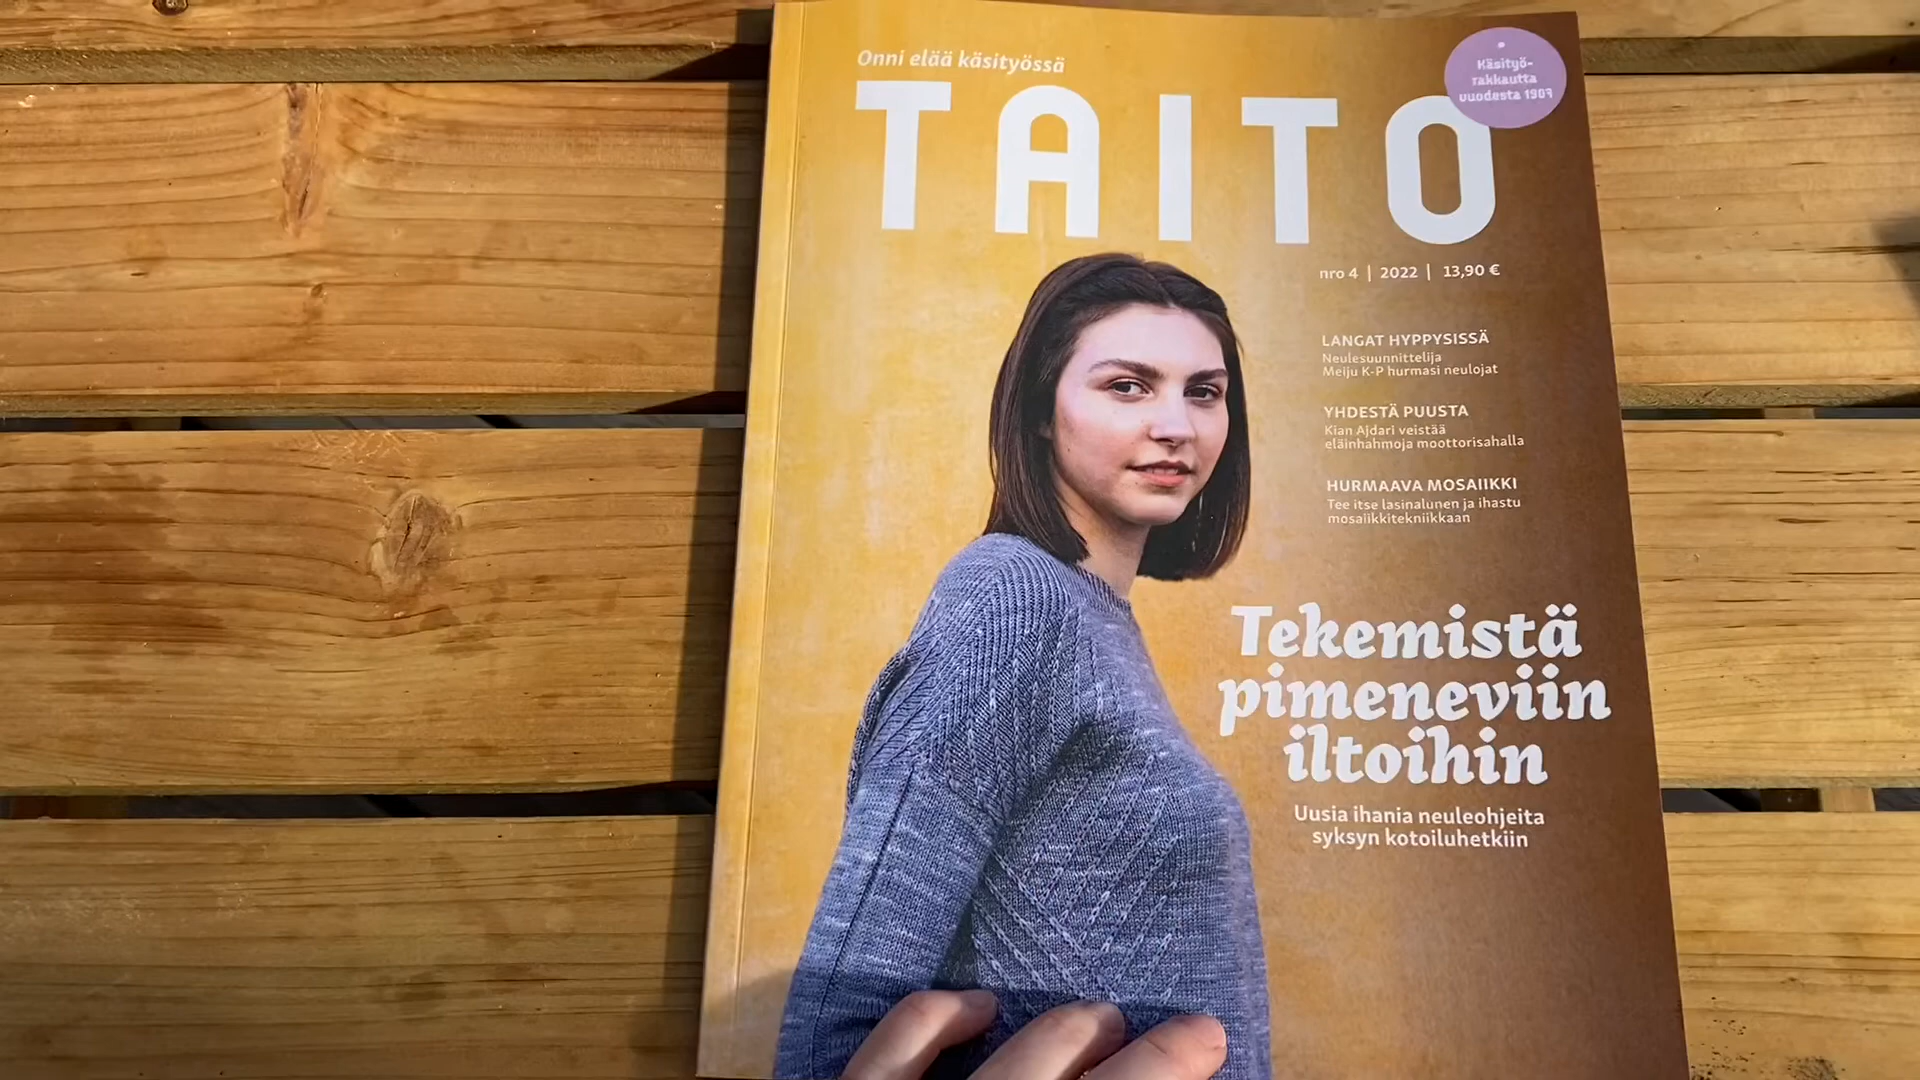 Onni elää käsityössä
TAITO
Käsityö-
rakkautta
vuodesta 1907
nro 4 | 2022 | 13,90 €
LANGAT HYPPYSISSÄ
Neulesuunnittelija
Meiju K-P hurmasi neulojat
YHDESTÄ PUUSTA
Kian Ajdari veistää
eläinhahmoja moottorisahalla
HURMAAVA MOSAIIKKI
Tee itse lasinalunen ja ihastu
mosaiikkitekniikkaan
Tekemistä
pimeneviin
iltoihin
Uusia ihania neuleohjeita
syksyn kotoiluhetkiin